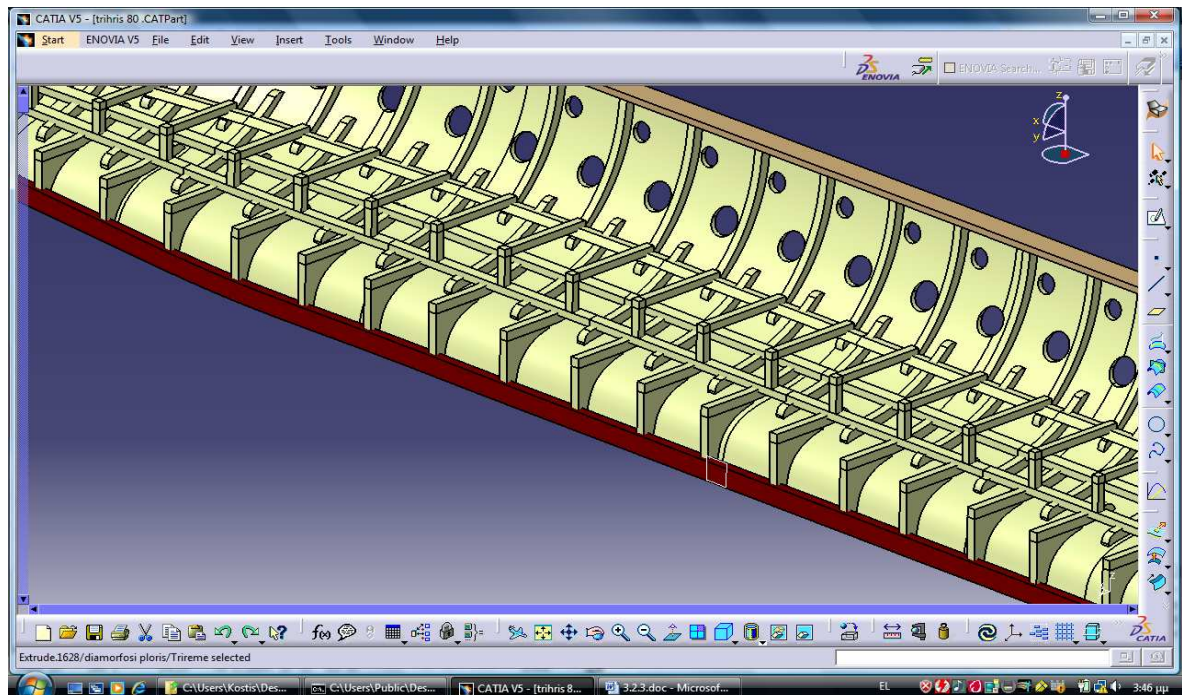 CATIA V5 - [trihris 80 .CATPart]
Start ENOVIA V5 File Edit View Insert Tools Window Help
ENOVIA
ENOVIA Search...
z
x
y
z
f(x)
CATIA
Extrude.1628/diamorfosi ploris/Trireme selected
C:\Users\Kostis\Des... C:\Users\Public\Des... CATIA V5 - [trihris 8... 3.2.3.doc - Microsof... EL 3:46 μμ